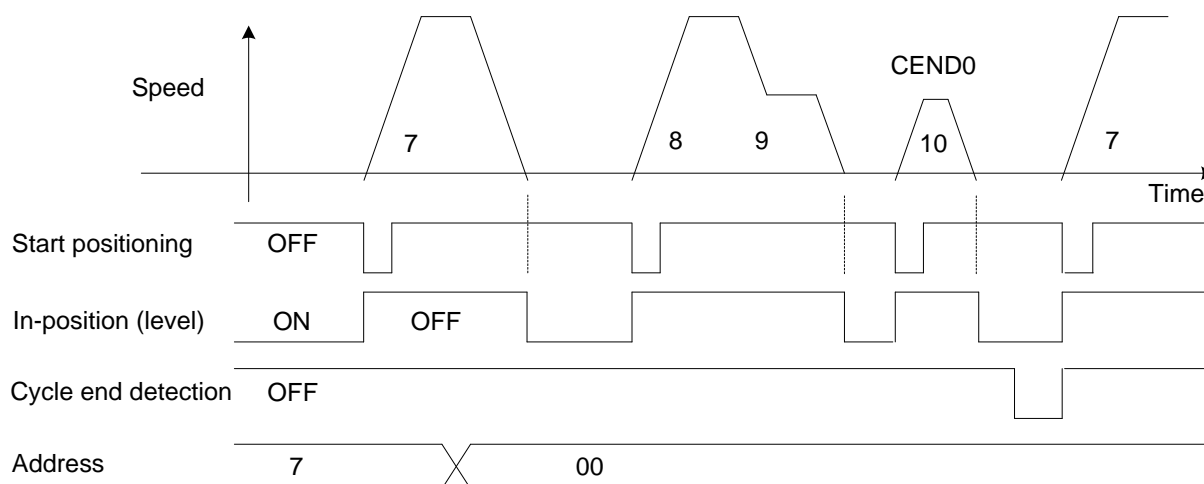 CEND0
Speed
7
8
9
10
7
Time
Start positioning
OFF
In-position (level)
ON
OFF
Cycle end detection
OFF
Address
7
00